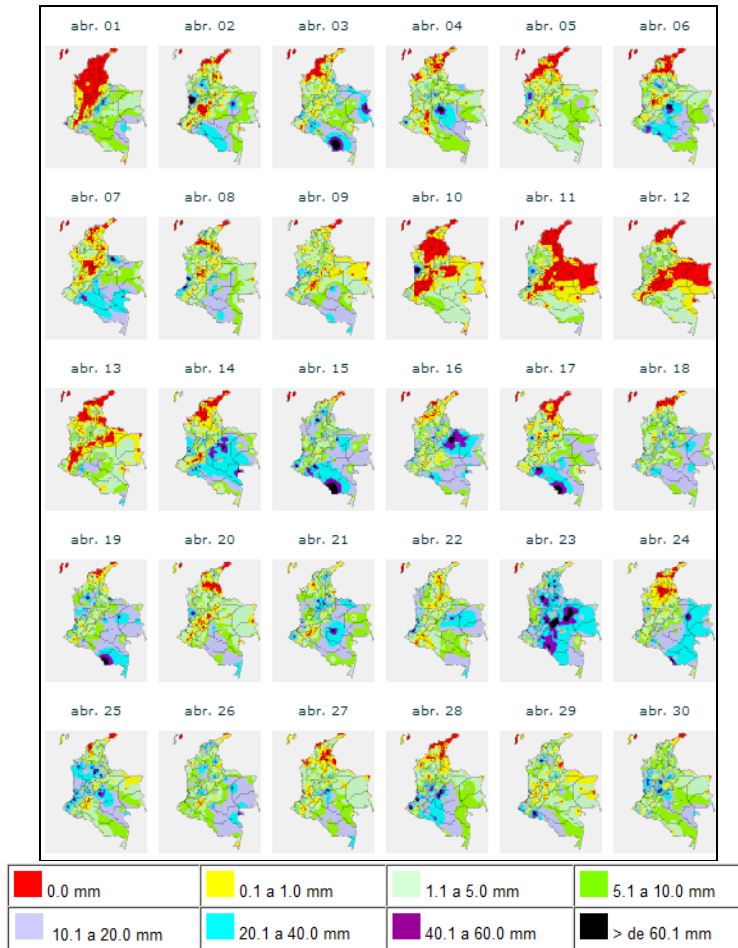 abr. 01 abr. 02 abr. 03 abr. 04 abr. 05 abr. 06
abr. 07 abr. 08 abr. 09 abr. 10 abr. 11 abr. 12
abr. 13 abr. 14 abr. 15 abr. 16 abr. 17 abr. 18
abr. 19 abr. 20 abr. 21 abr. 22 abr. 23 abr. 24
abr. 25 abr. 26 abr. 27 abr. 28 abr. 29 abr. 30
0.0 mm 0.1 a 1.0 mm 1.1 a 5.0 mm 5.1 a 10.0 mm
10.1 a 20.0 mm 20.1 a 40.0 mm 40.1 a 60.0 mm > de 60.1 mm